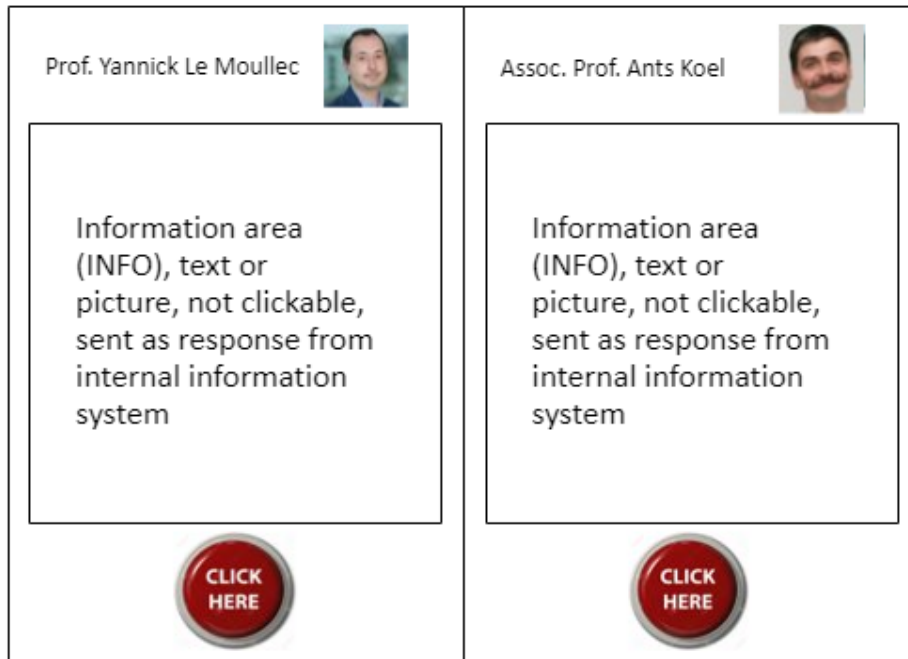 Prof. Yannick Le Moullec
Information area
(INFO), text or
picture, not clickable,
sent as response from
internal information
system
CLICK
HERE
Assoc. Prof. Ants Koel
Information area
(INFO), text or
picture, not clickable,
sent as response from
internal information
system
CLICK
HERE